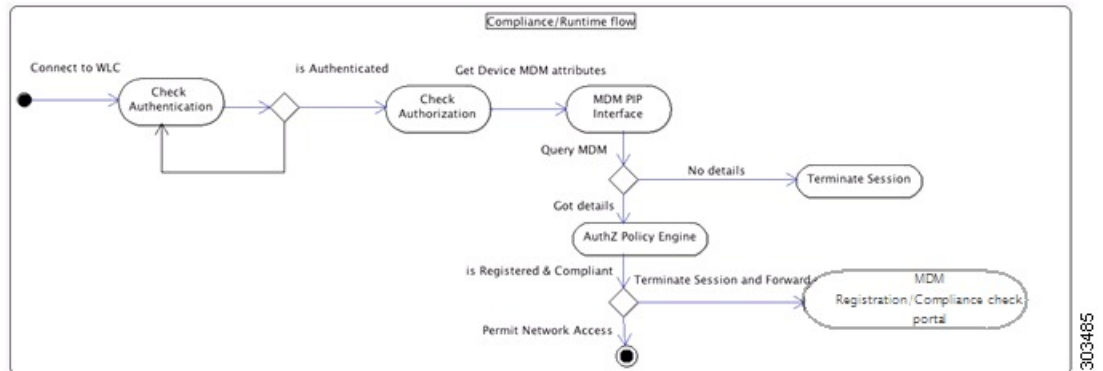 Compliance/Runtime flow
Connect to WLC
is Authenticated
Get Device MDM attributes
Check
Authentication
Check
Authorization
MDM PIP
Interface
Query MDM
No details
Terminate Session
Got details
AuthZ Policy Engine
is Registered & Compliant
Terminate Session and Forward
MDM
Registration/Compliance check
portal
Permit Network Access
303485